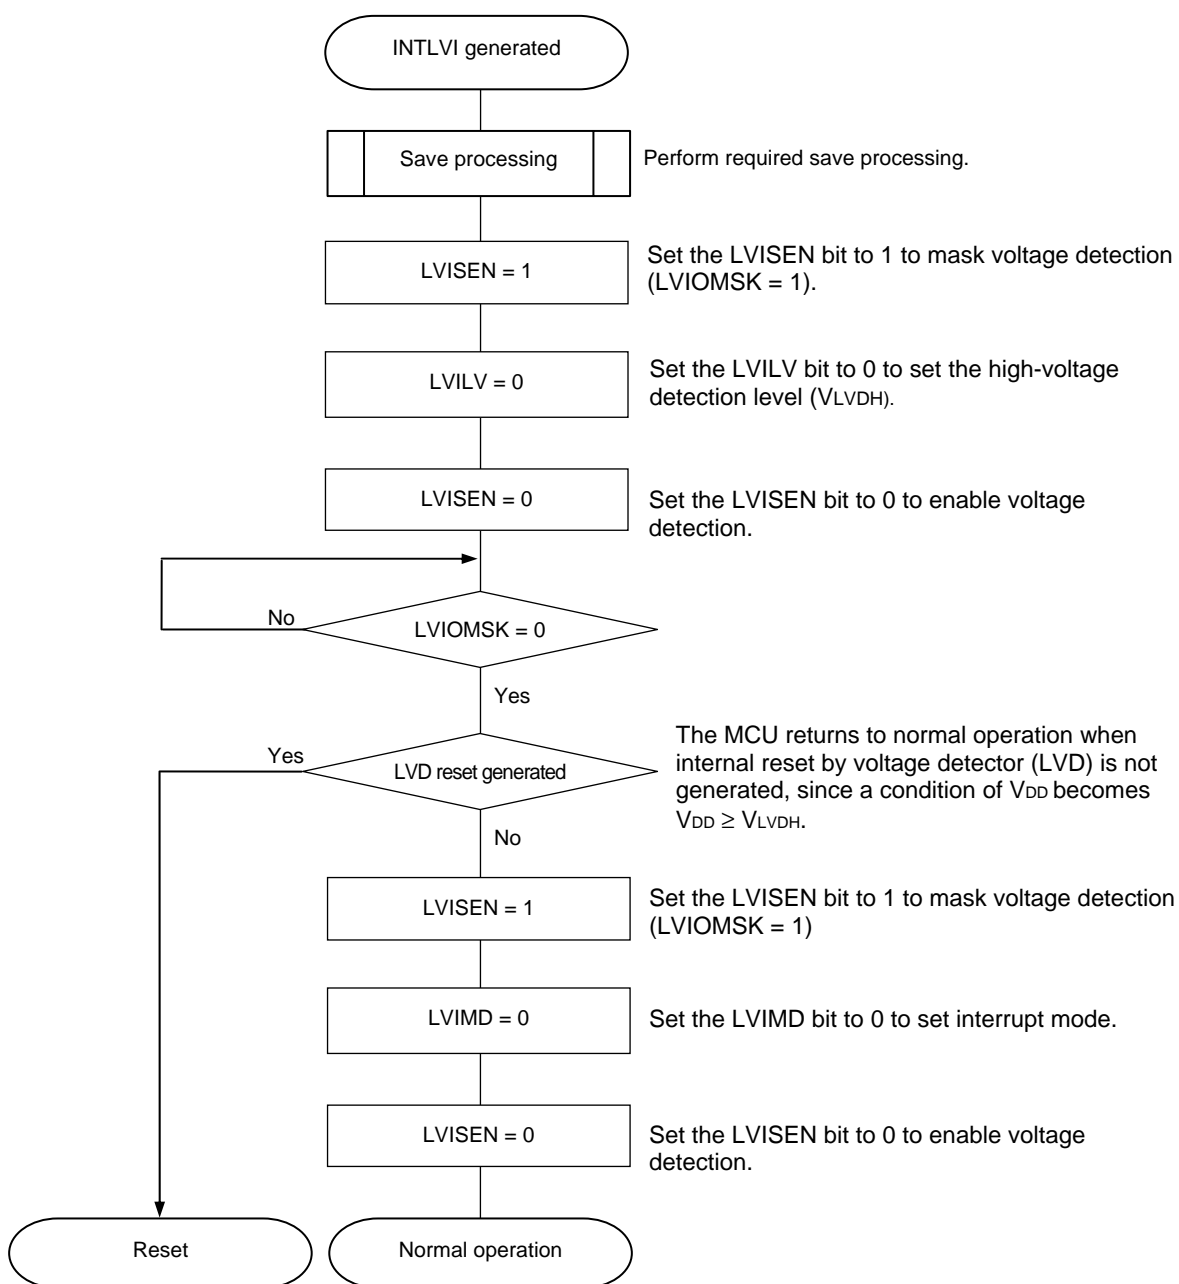 INTLVI generated
Save processing
Perform required save processing.
LVISEN = 1
Set the LVISEN bit to 1 to mask voltage detection
(LVIOMSK = 1).
LVILV = 0
Set the LVILV bit to 0 to set the high-voltage
detection level (VLVDH).
LVISEN = 0
Set the LVISEN bit to 0 to enable voltage
detection.
No
LVIOMSK = 0
Yes
Yes
LVD reset generated
The MCU returns to normal operation when
internal reset by voltage detector (LVD) is not
generated, since a condition of VDD becomes
VDD ≥ VLVDH.
No
LVISEN = 1
Set the LVISEN bit to 1 to mask voltage detection
(LVIOMSK = 1)
LVIMD = 0
Set the LVIMD bit to 0 to set interrupt mode.
LVISEN = 0
Set the LVISEN bit to 0 to enable voltage
detection.
Reset
Normal operation